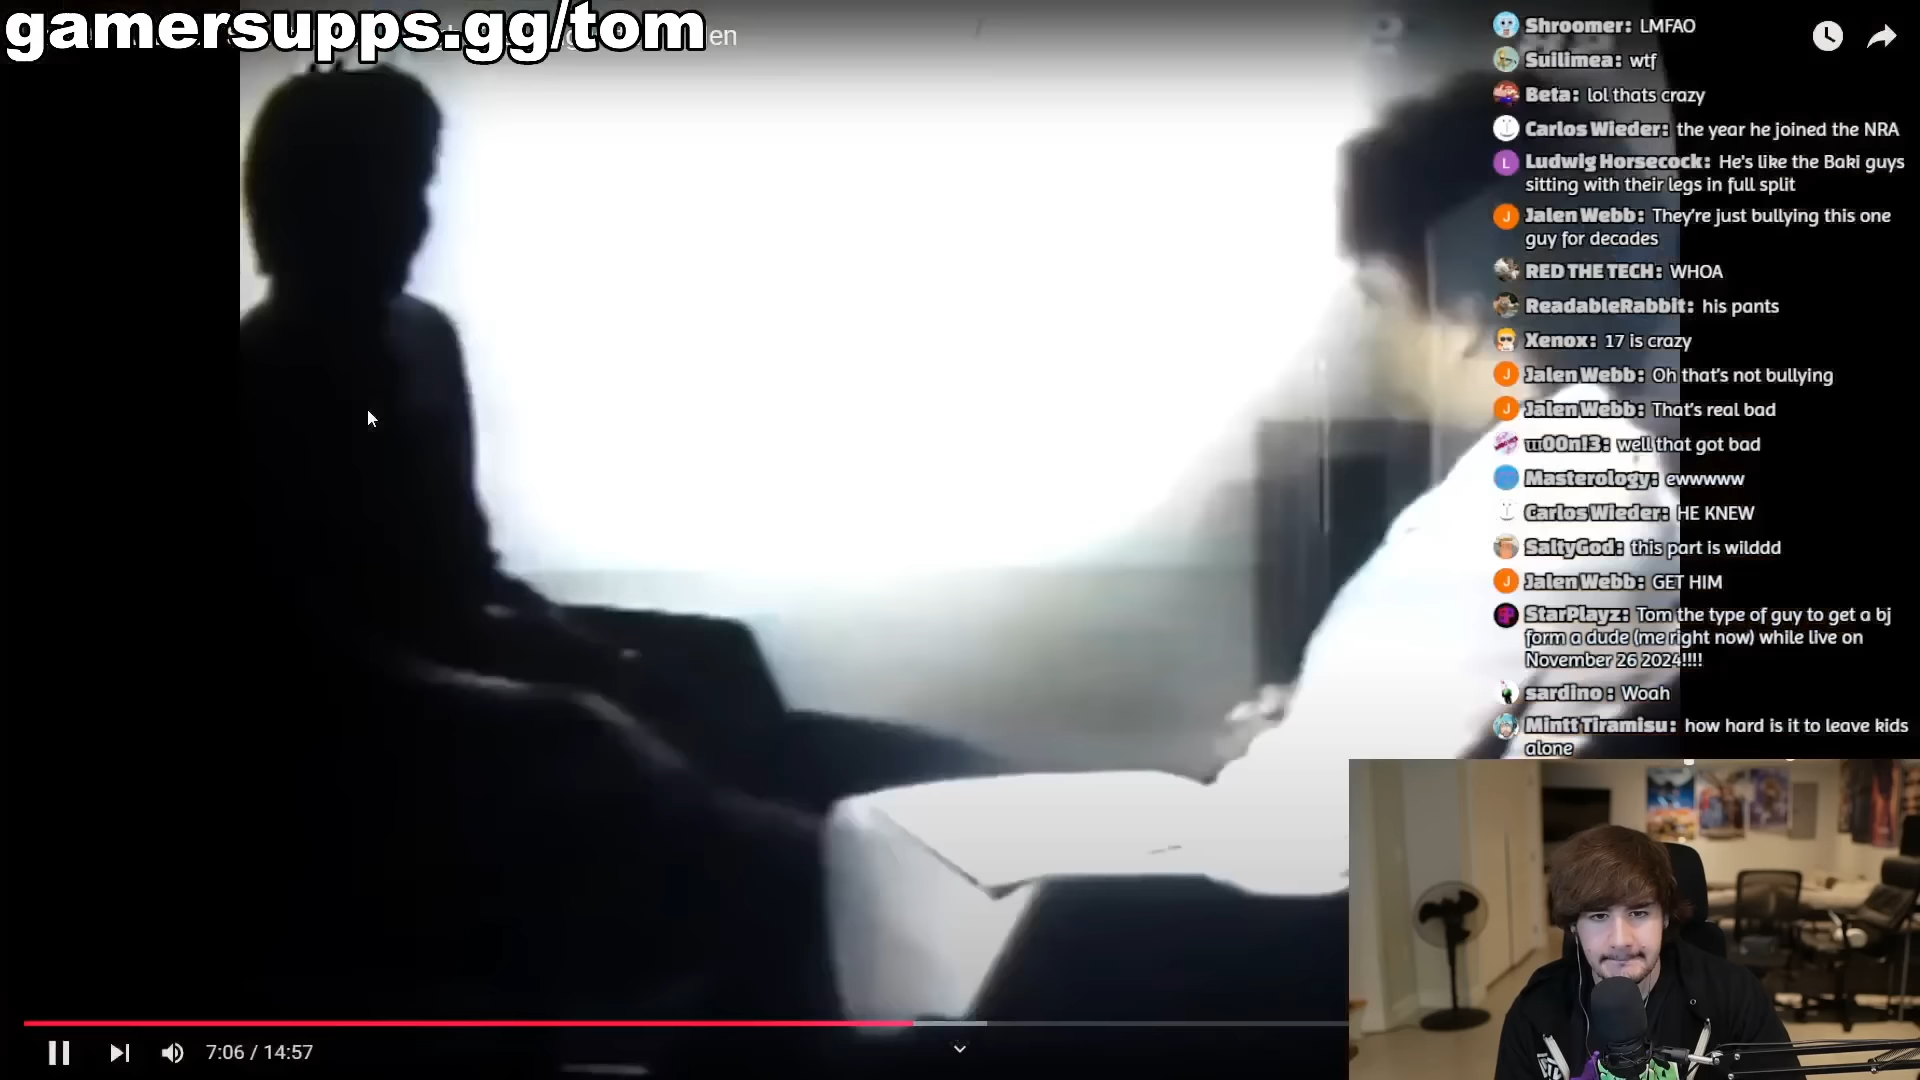 gamersupps.gg/tom
en
Shroomer: LMFAO
Suilimea: wtf
Beta: lol thats crazy
Carlos Wieder: the year he joined the NRA
L
Ludwig Horsecock: He's like the Baki guys
sitting with their legs in full split
J
Jalen Webb: They're just bullying this one
guy for decades
RED THE TECH: WHOA
ReadableRabbit: his pants
Xenox: 17 is crazy
J
Jalen Webb: Oh that's not bullying
J
Jalen Webb: That's real bad
ш00n!3: well that got bad
Masterology: ewwwww
Carlos Wieder: HE KNEW
SaltyGod: this part is wilddd
J
Jalen Webb: GET HIM
StarPlayz: Tom the type of guy to get a bj
form a dude (me right now) while live on
November 26 2024!!!!
sardino : Woah
Mintt Tiramisu: how hard is it to leave kids
alone
7:06 / 14:57